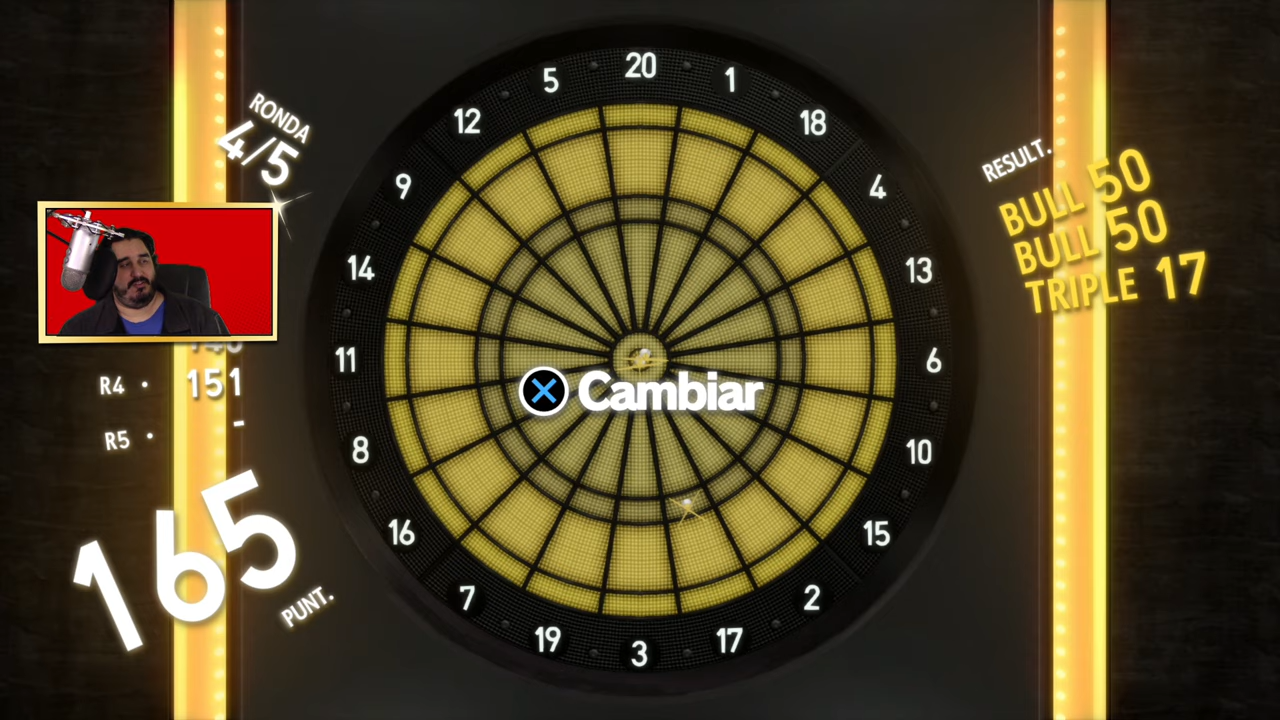 RONDA
4/5
R4 • 151
R5 • -
165
PUNT.
20
1
18
4
13
6
10
15
2
17
3
19
7
16
8
11
14
9
12
5
Cambiar
RESULT.
BULL 50
BULL 50
TRIPLE 17